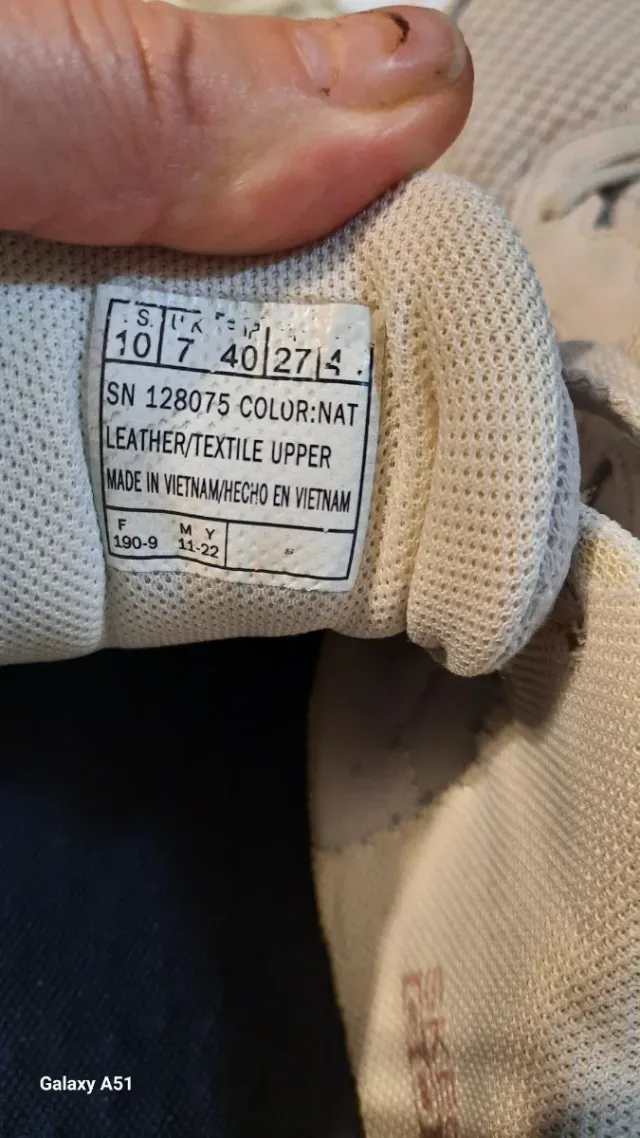 S. UK
10 7 40 27
SN 128075 COLOR:NAT
LEATHER/TEXTILE UPPER
MADE IN VIETNAM/HECHO EN VIETNAM
F M Y
190-9 11-22
Galaxy A51